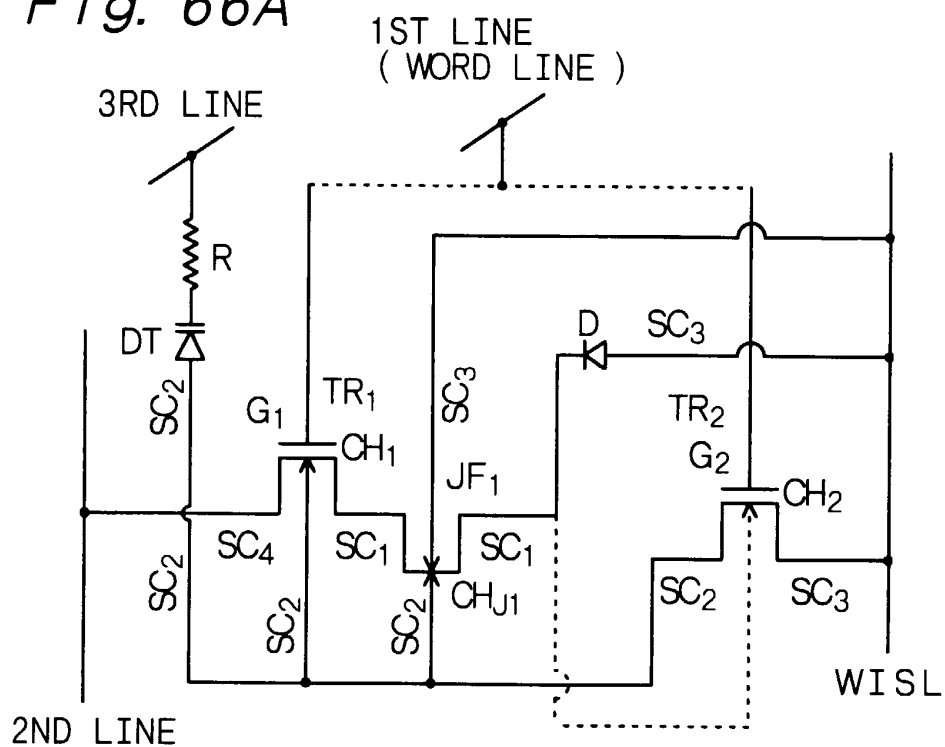 Fig. 66A
1ST LINE
( WORD LINE )
3RD LINE
R
DT
D
SC3
SC2
SC3
TR1
TR2
G1
CH1
G2
CH2
JF1
SC4
SC1
SC1
SC2
SC2
SC2
CHJ1
SC2
SC3
WISL
2ND LINE